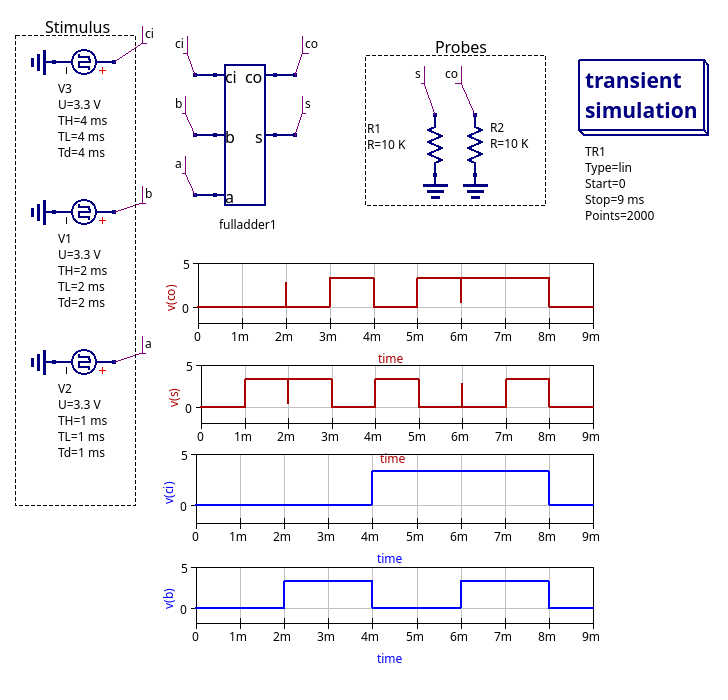 Stimulus
ci
V3
U=3.3 V
TH=4 ms
TL=4 ms
Td=4 ms
b
V1
U=3.3 V
TH=2 ms
TL=2 ms
Td=2 ms
a
V2
U=3.3 V
TH=1 ms
TL=1 ms
Td=1 ms
ci
co
b
s
a
ci co
b s
a
fulladder1
Probes
s co
R1
R=10 K
R2
R=10 K
transient
simulation
TR1
Type=lin
Start=0
Stop=9 ms
Points=2000
5
0
v(co)
0 1m 2m 3m 4m 5m 6m 7m 8m 9m
time
5
0
v(s)
0 1m 2m 3m 4m 5m 6m 7m 8m 9m
time
5
0
v(ci)
0 1m 2m 3m 4m 5m 6m 7m 8m 9m
time
5
0
v(b)
0 1m 2m 3m 4m 5m 6m 7m 8m 9m
time